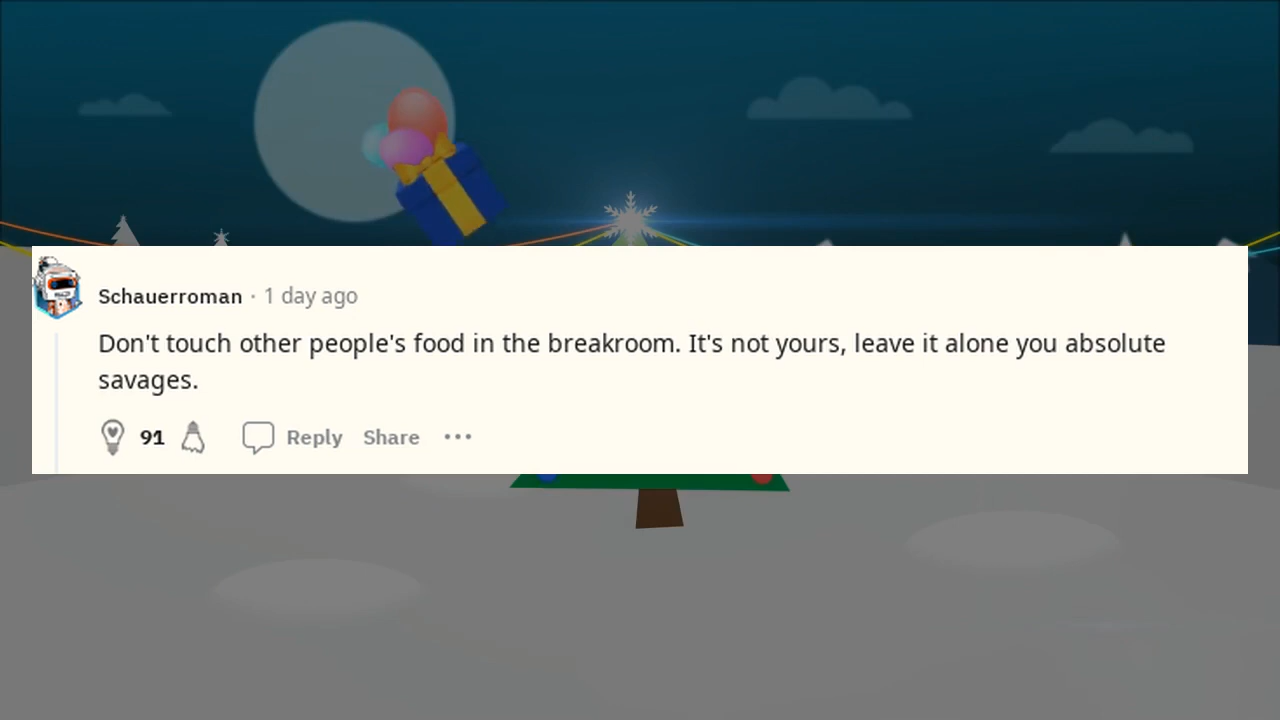 Schauerroman · 1 day ago
Don't touch other people's food in the breakroom. It's not yours, leave it alone you absolute
savages.
91 Reply Share ···